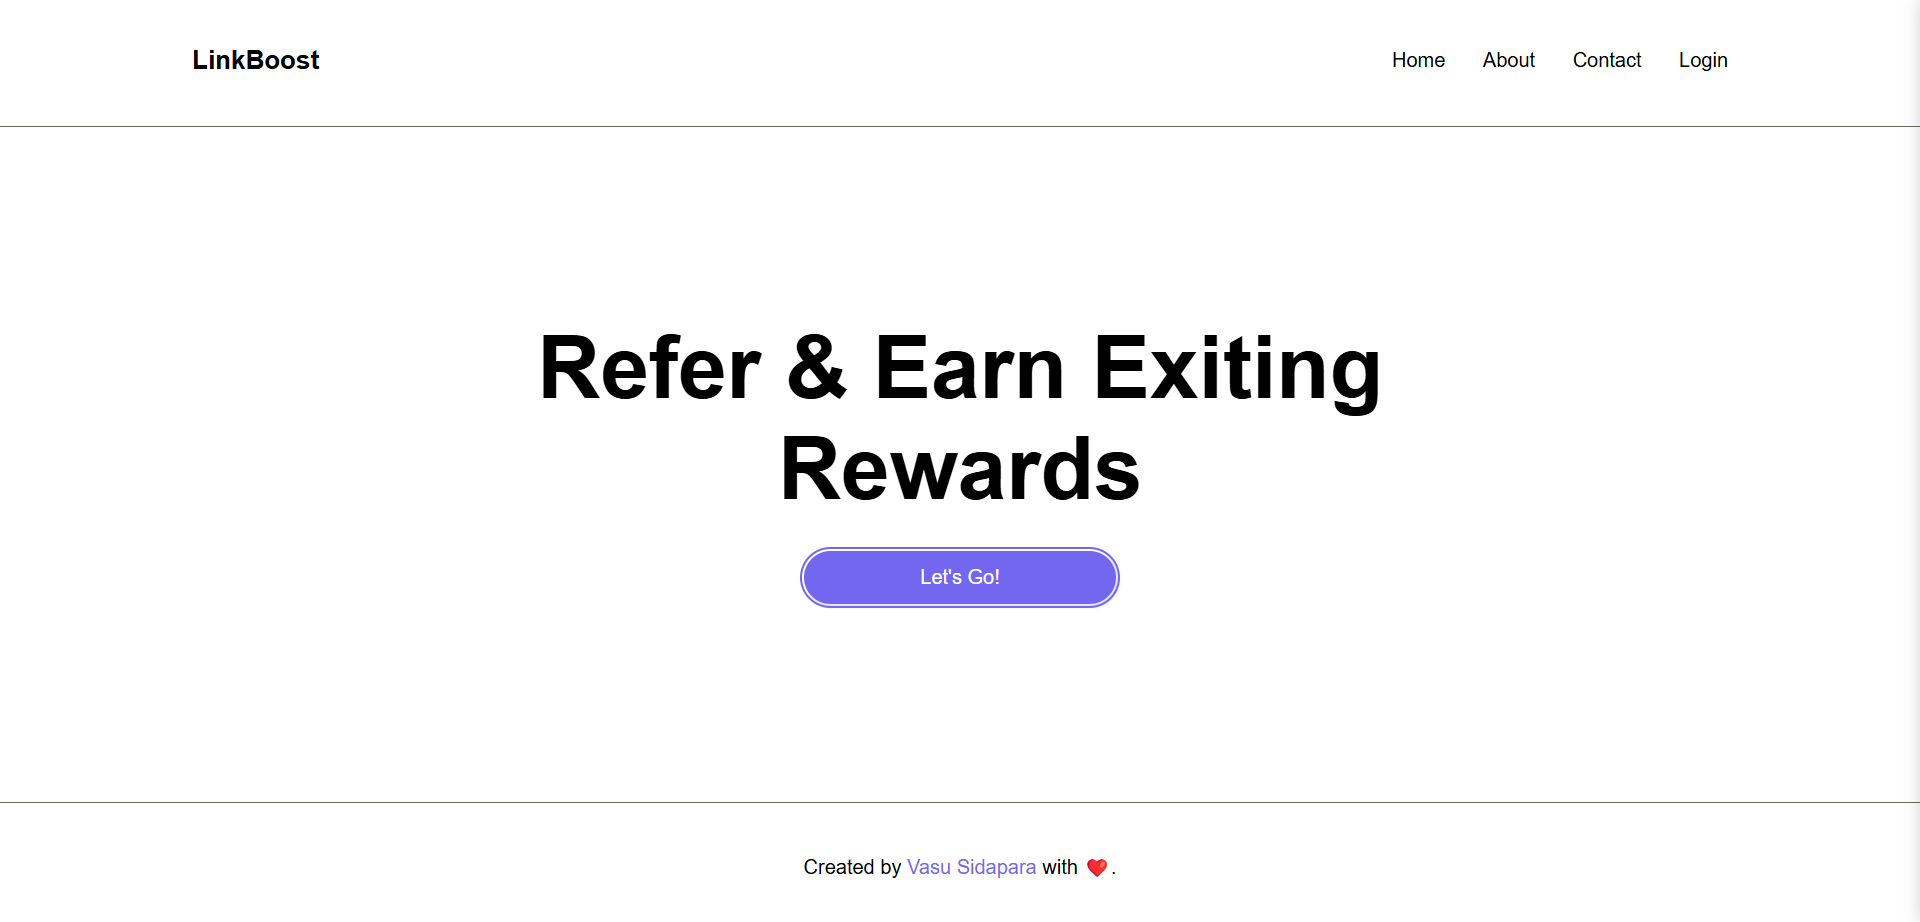 LinkBoost
Home About Contact Login
Refer & Earn Exiting
Rewards
Let's Go!
Created by Vasu Sidapara with ❤️.